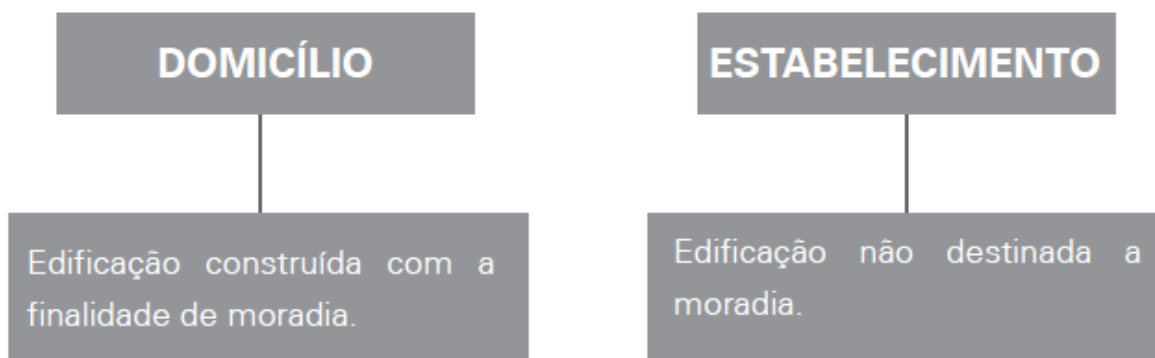 DOMICÍLIO
Edificação construída com a
finalidade de moradia.
ESTABELECIMENTO
Edificação não destinada a
moradia.